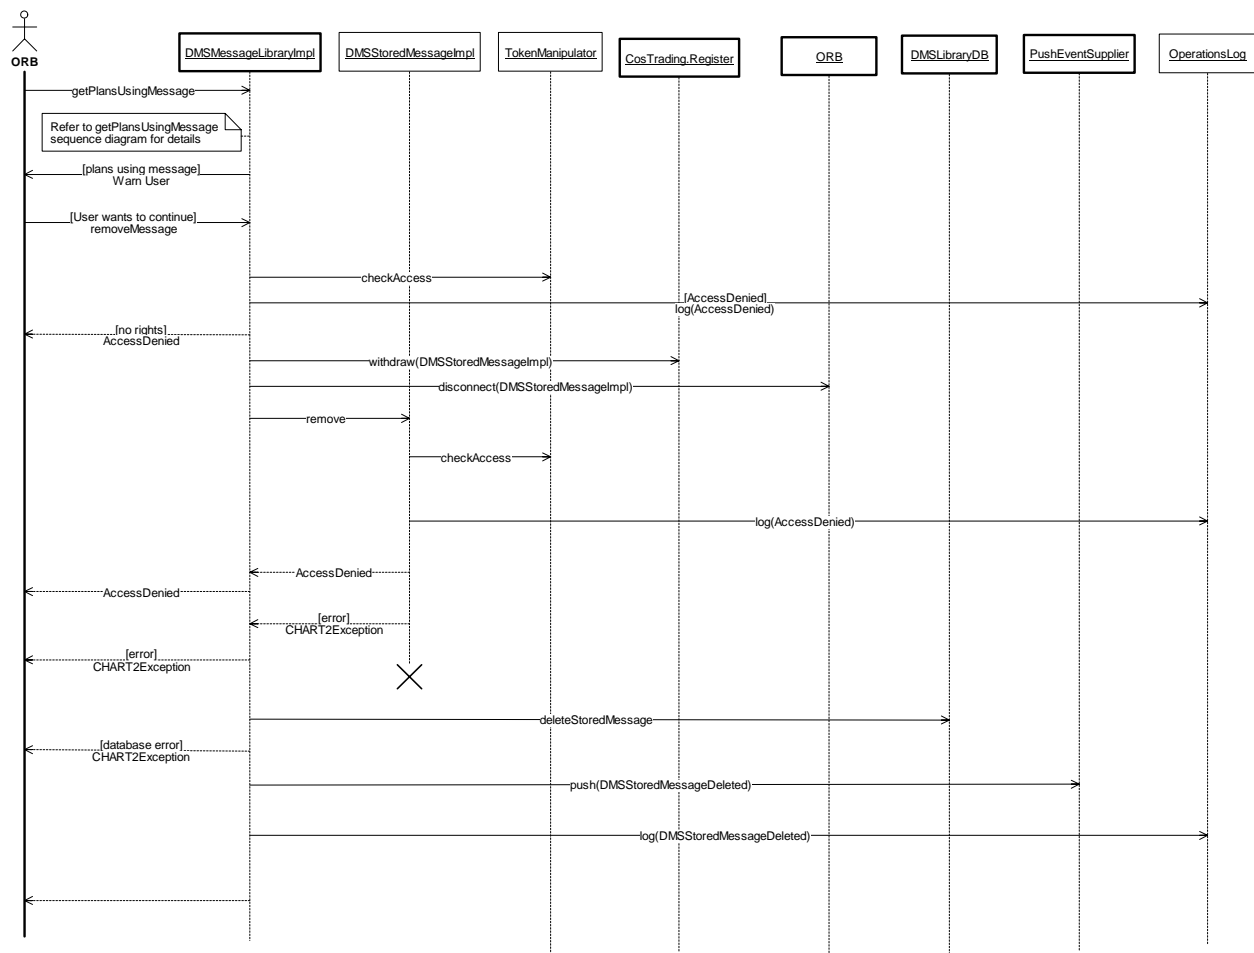 ORB
DMSMessageLibraryImpl
DMSStoredMessageImpl
TokenManipulator
CosTrading.Register
ORB
DMSLibraryDB
PushEventSupplier
OperationsLog
getPlansUsingMessage
Refer to getPlansUsingMessage
sequence diagram for details
[plans using message]
Warn User
[User wants to continue]
removeMessage
checkAccess
[AccessDenied]
log(AccessDenied)
[no rights]
AccessDenied
withdraw(DMSStoredMessageImpl)
disconnect(DMSStoredMessageImpl)
remove
checkAccess
log(AccessDenied)
AccessDenied
AccessDenied
[error]
CHART2Exception
[error]
CHART2Exception
deleteStoredMessage
[database error]
CHART2Exception
push(DMSStoredMessageDeleted)
log(DMSStoredMessageDeleted)